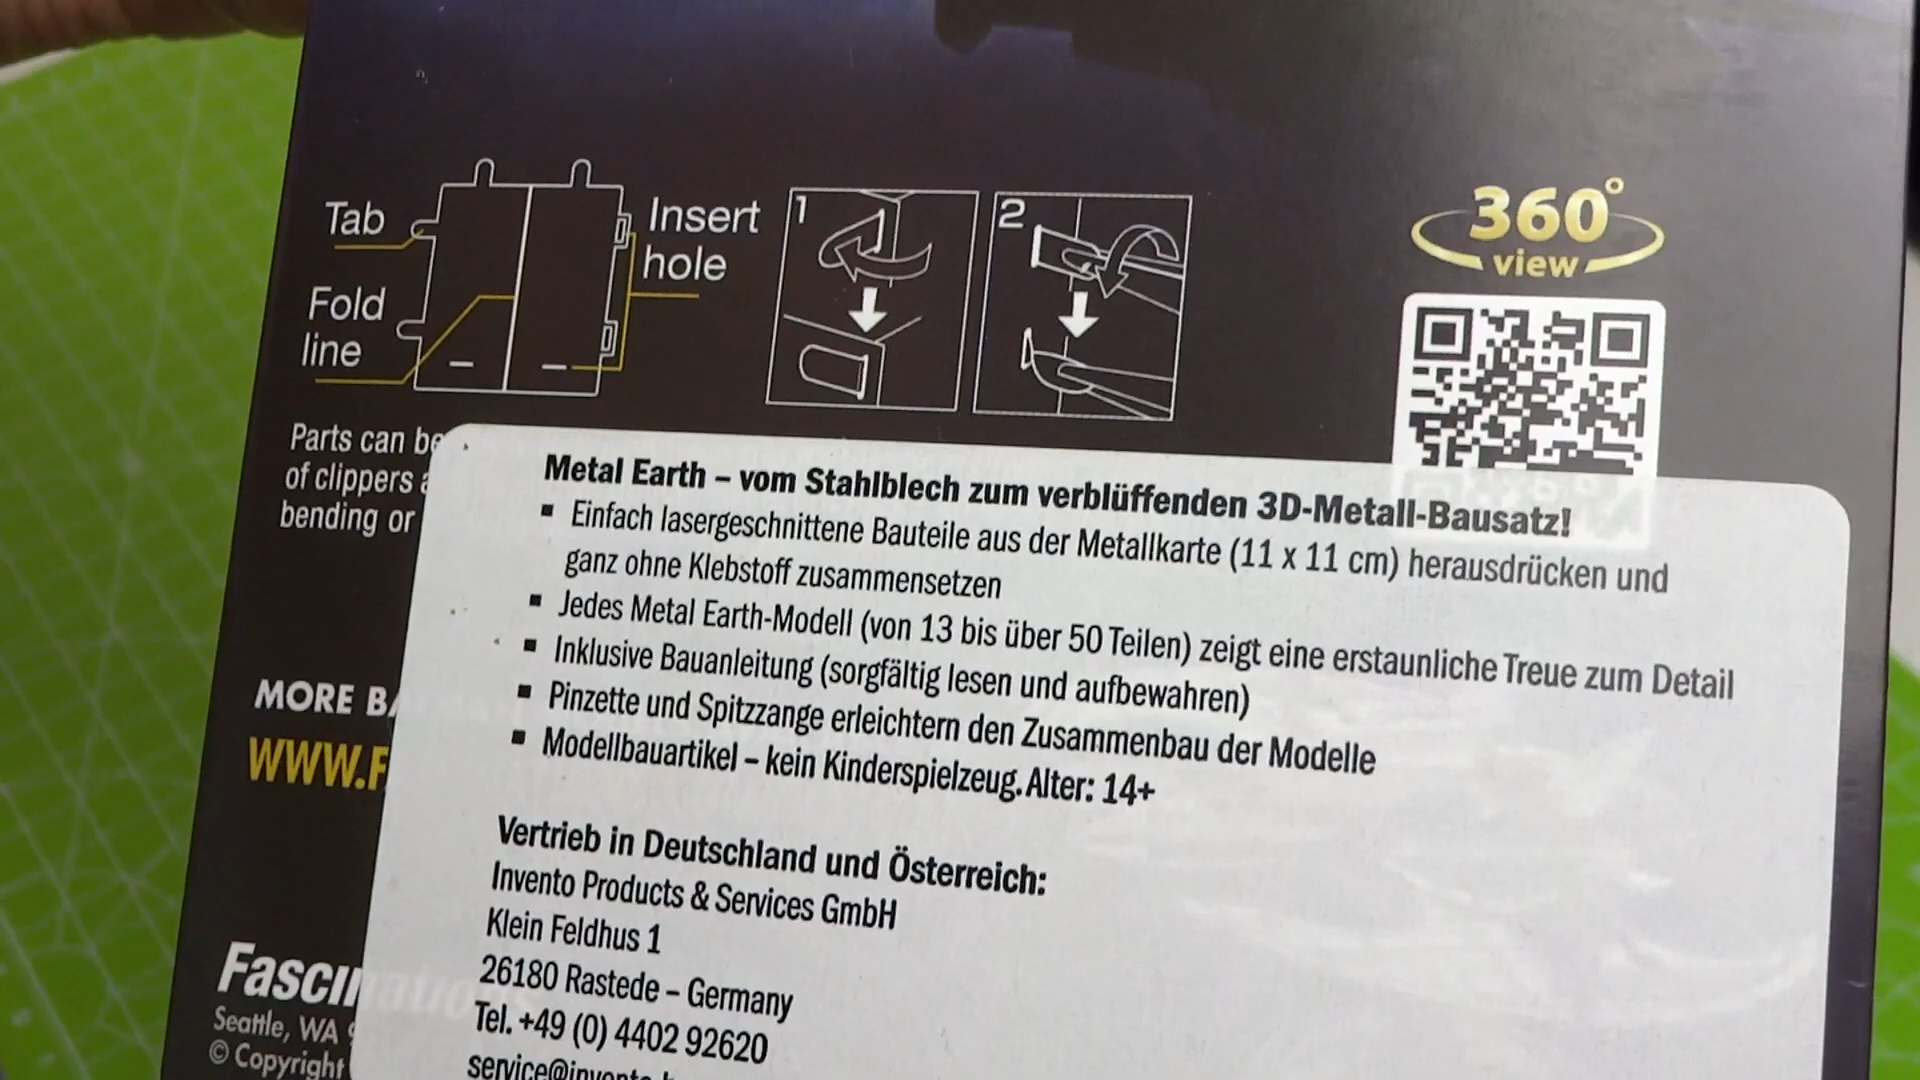 Tab
Insert
hole
Fold
line
1
2
360°
view
Parts can be
of clippers
bending or
MORE
WWW.F
Metal Earth – vom Stahlblech zum verblüffenden 3D-Metall-Bausatz!
▪ Einfach lasergeschnittene Bauteile aus der Metallkarte (11 x 11 cm) herausdrücken und
ganz ohne Klebstoff zusammensetzen
▪ Jedes Metal Earth-Modell (von 13 bis über 50 Teilen) zeigt eine erstaunliche Treue zum Detail
▪ Inklusive Bauanleitung (sorgfältig lesen und aufbewahren)
▪ Pinzette und Spitzzange erleichtern den Zusammenbau der Modelle
▪ Modellbauartikel – kein Kinderspielzeug. Alter: 14+
Vertrieb in Deutschland und Österreich:
Invento Products & Services GmbH
Klein Feldhus 1
26180 Rastede – Germany
Tel. +49 (0) 4402 92620
Fascinations
Seattle, WA
© Copyright